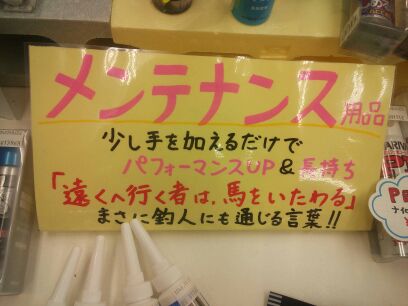 メンテナンス用品
少し手を加えるだけで
パフォーマンスUP&長持ち
「遠くへ行く者は、馬をいたわる」
まさに釣人にも通じる言葉!!